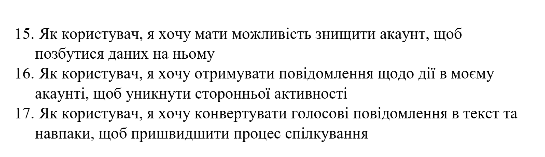 15. Як користувач, я хочу мати можливість знищити акаунт, щоб
позбутися даних на ньому
16. Як користувач, я хочу отримувати повідомлення щодо дії в моєму
акаунті, щоб уникнути сторонньої активності
17. Як користувач, я хочу конвертувати голосові повідомлення в текст та
навпаки, щоб пришвидшити процес спілкування